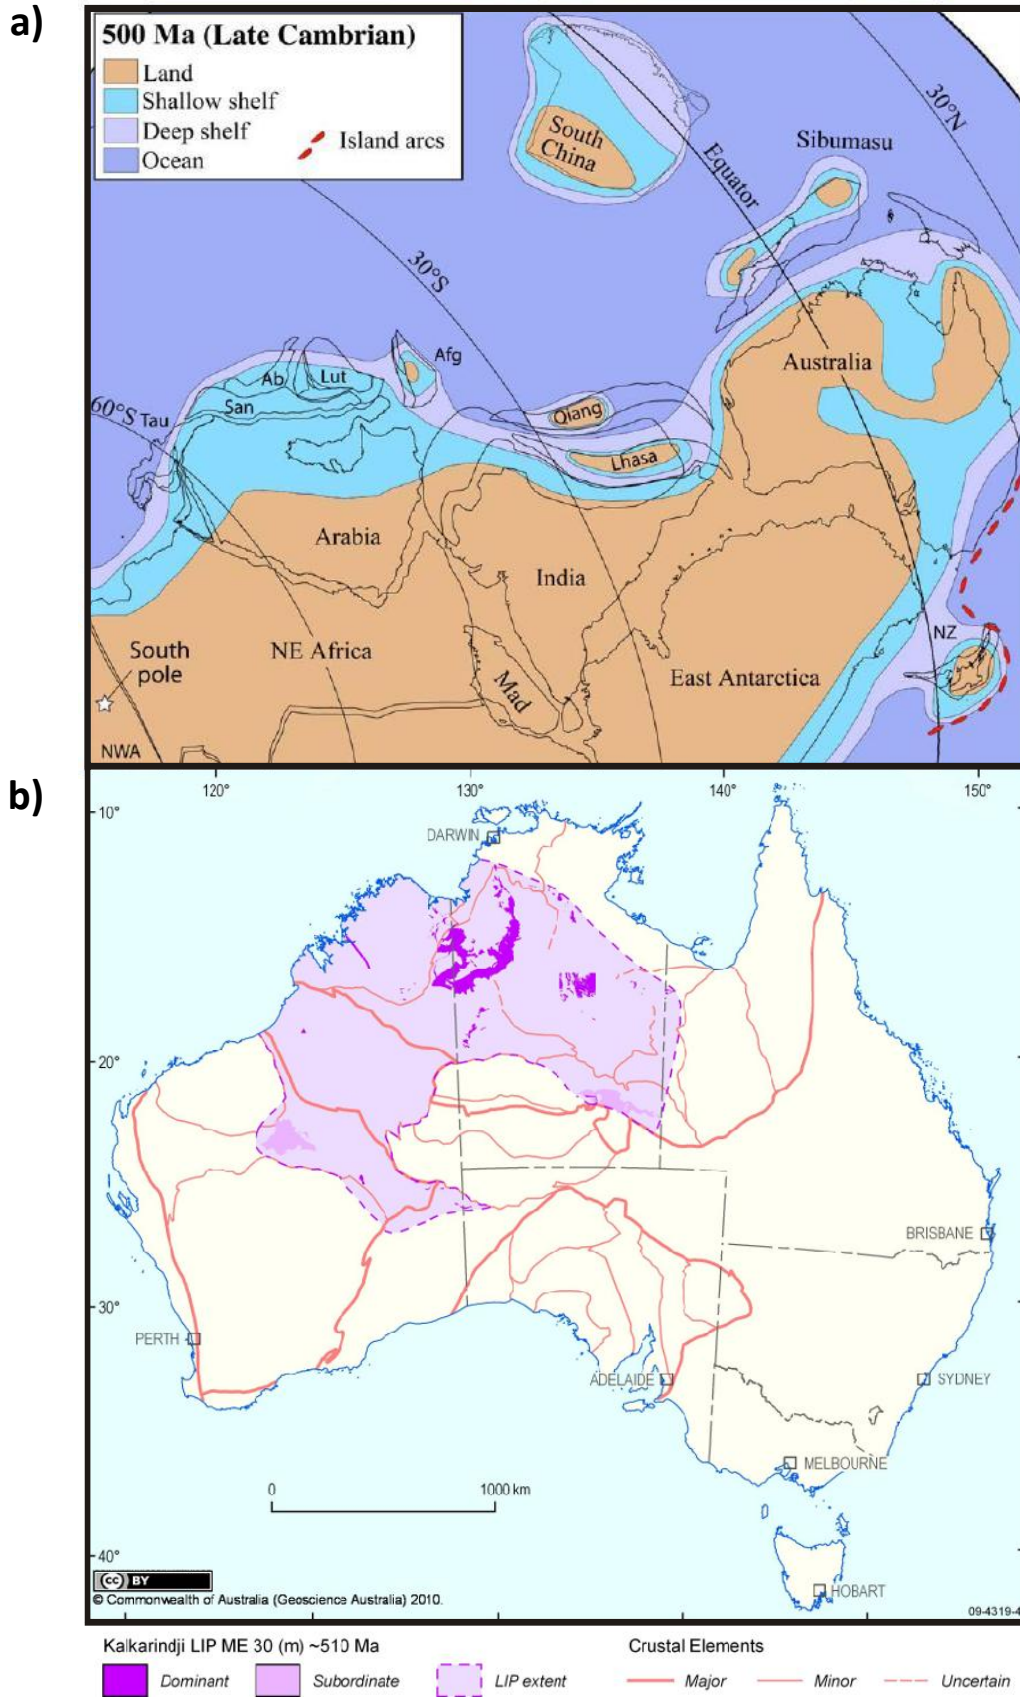 a)
500 Ma (Late Cambrian)
Land
Shallow shelf
Deep shelf
Ocean
Island arcs
South
China
Sibumasu
30°N
Equator
30°S
Afg
Australia
Ab
Lut
San
60°S
Tau
Qiang
Lhasa
Arabia
India
NZ
South
pole
NE Africa
Mad
East Antarctica
NWA
b)
120°
130°
140°
150°
10°
DARWIN
20°
BRISBANE
30°
PERTH
ADELAIDE
SYDNEY
0
1000 km
MELBOURNE
40°
cc BY
HOBART
© Commonwealth of Australia (Geoscience Australia) 2010.
09-4319-4
Kalkarindji LIP ME 30 (m) ~510 Ma
Crustal Elements
Dominant
Subordinate
LIP extent
Major
Minor
Uncertain